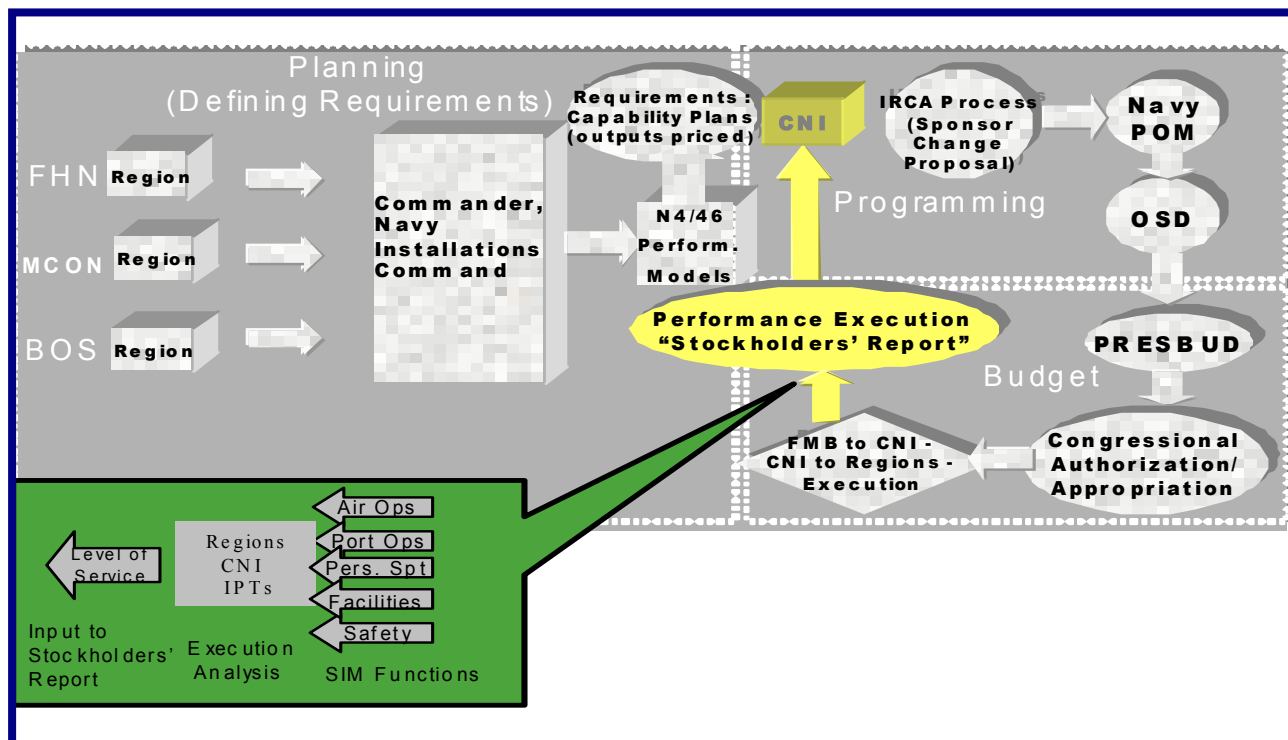 Planning
(Defining Requirements)
FHN
Region
MCON
Region
BOS
Region
Commander,
Navy
Installations
Command
Requirements :
Capability Plans
(outputs priced)
N4/46
Perform.
Models
CNI
IRCA Process
(Sponsor
Change
Proposal)
Navy
POM
Programming
OSD
Performance Execution
“Stockholders’ Report”
PRESBUD
Budget
FMB to CNI -
CNI to Regions -
Execution
Congressional
Authorization/
Appropriation
Level of
Service
Regions
CNI
IPTs
Air Ops
Port Ops
Pers. Spt
Facilities
Safety
Input to
Stockholders’
Report
Execution
Analysis
SIM Functions